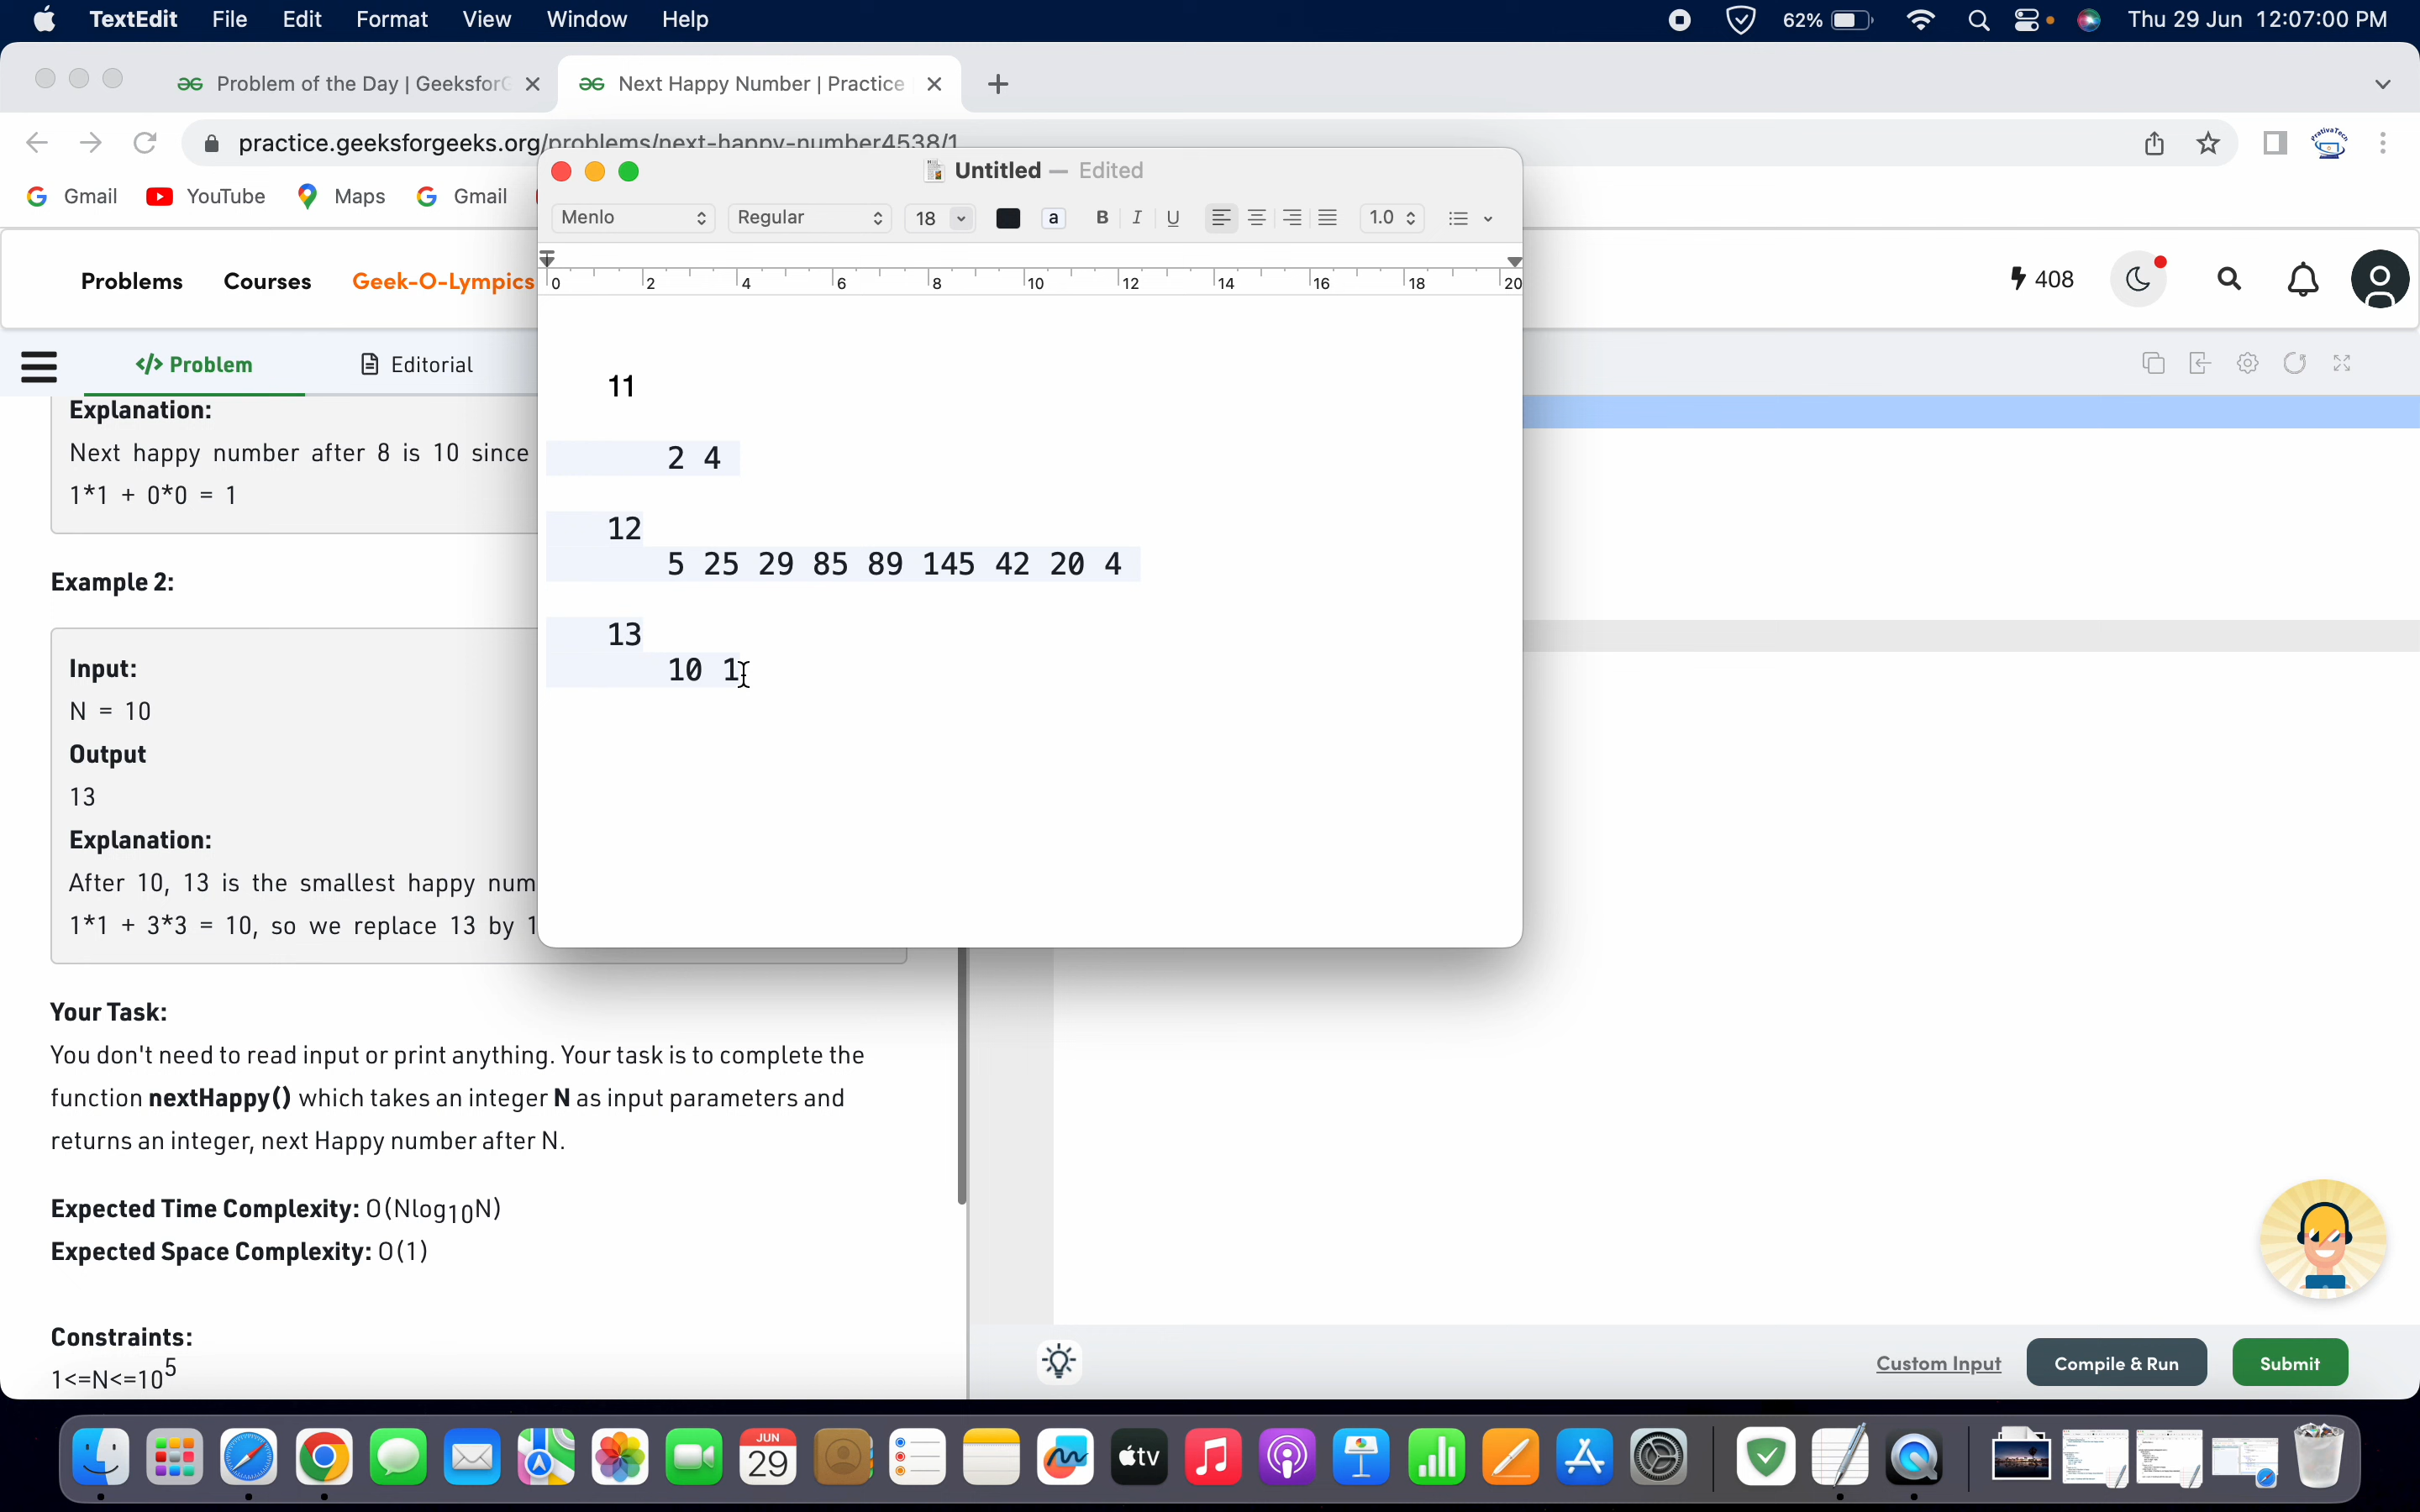 TextEdit File Edit Format View Window Help 62% Thu 29 Jun 12:07:00 PM
Problem of the Day | GeeksforG Next Happy Number | Practice
practice.geeksforgeeks.org/problems/next-happy-number4538/1
Gmail YouTube Maps Gmail
Untitled — Edited
Menlo Regular 18 a B I U 1.0
0 2 4 6 8 10 12 14 16 18 20
Problems Courses Geek-O-Lympics 408
</> Problem Editorial
11
2 4
12
5 25 29 85 89 145 42 20 4
13
10 1
Explanation:
Next happy number after 8 is 10 since
1*1 + 0*0 = 1
Example 2:
Input:
N = 10
Output
13
Explanation:
After 10, 13 is the smallest happy num
1*1 + 3*3 = 10, so we replace 13 by 1
Your Task:
You don't need to read input or print anything. Your task is to complete the
function nextHappy() which takes an integer N as input parameters and
returns an integer, next Happy number after N.
Expected Time Complexity: O(Nlog10N)
Expected Space Complexity: O(1)
Constraints:
1<=N<=10^5
Custom Input Compile & Run Submit
JUN
29
tv